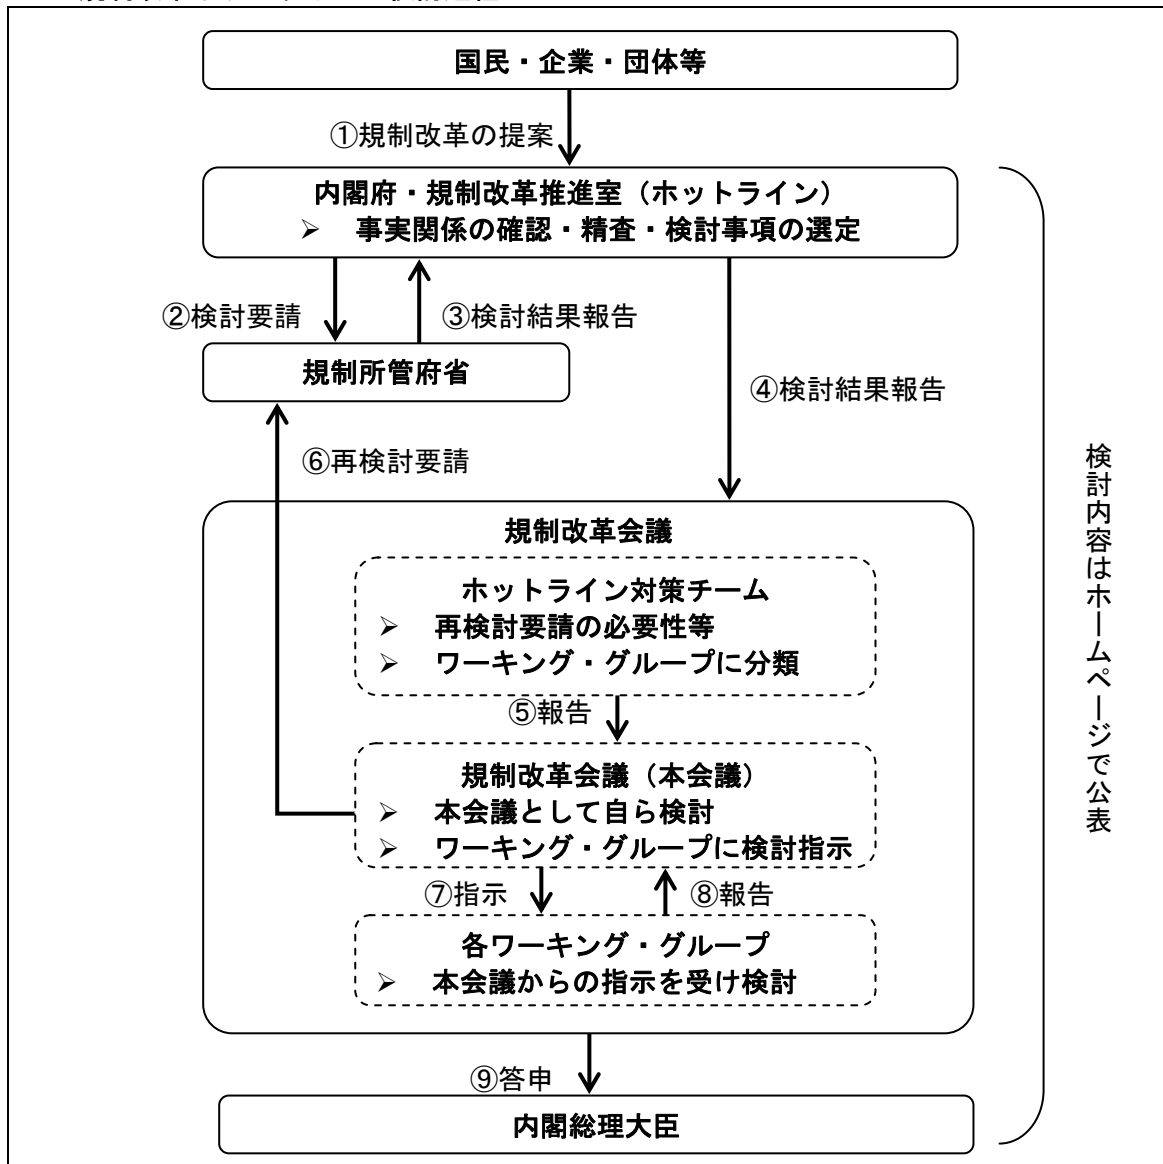 国民・企業・団体等
①規制改革の提案
内閣府・規制改革推進室（ホットライン）
➢ 事実関係の確認・精査・検討事項の選定
②検討要請
③検討結果報告
規制所管府省
④検討結果報告
⑥再検討要請
規制改革会議
ホットライン対策チーム
➢ 再検討要請の必要性等
➢ ワーキング・グループに分類
⑤報告
規制改革会議（本会議）
➢ 本会議として自ら検討
➢ ワーキング・グループに検討指示
⑦指示
⑧報告
各ワーキング・グループ
➢ 本会議からの指示を受け検討
⑨答申
内閣総理大臣
検討内容はホームページで公表